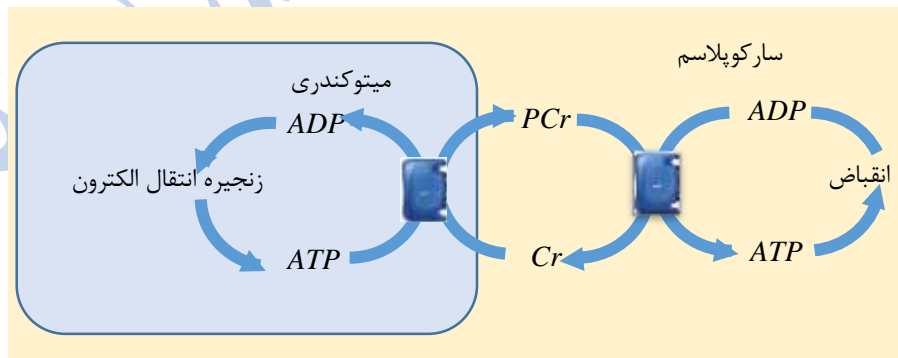 سارکوپلاسم
میتوکندری
ADP
PCr
ADP
انقباض
زنجیره انتقال الکترون
ATP
Cr
ATP